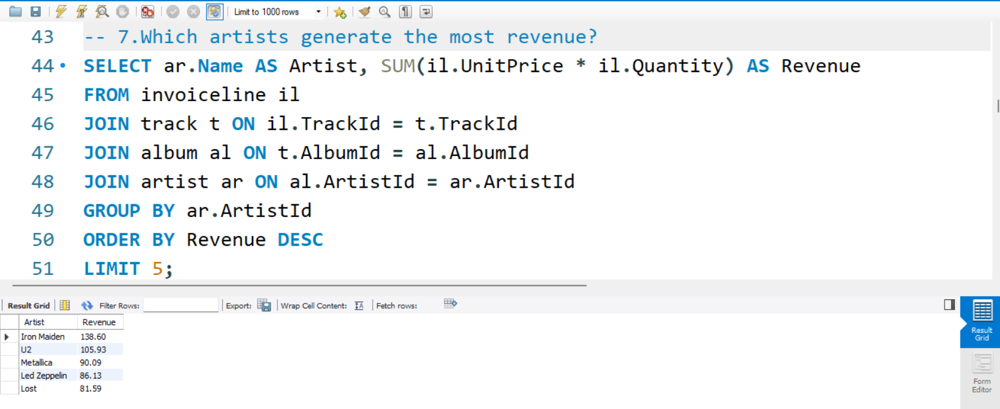 Limit to 1000 rows
43 -- 7.Which artists generate the most revenue?
44 SELECT ar.Name AS Artist, SUM(il.UnitPrice * il.Quantity) AS Revenue
45 FROM invoiceline il
46 JOIN track t ON il.TrackId = t.TrackId
47 JOIN album al ON t.AlbumId = al.AlbumId
48 JOIN artist ar ON al.ArtistId = ar.ArtistId
49 GROUP BY ar.ArtistId
50 ORDER BY Revenue DESC
51 LIMIT 5;
Result Grid Filter Rows: Export: Wrap Cell Content: Fetch rows:
Artist Revenue
Iron Maiden 138.60
U2 105.93
Metallica 90.09
Led Zeppelin 86.13
Lost 81.59
Result
Grid
Form
Editor